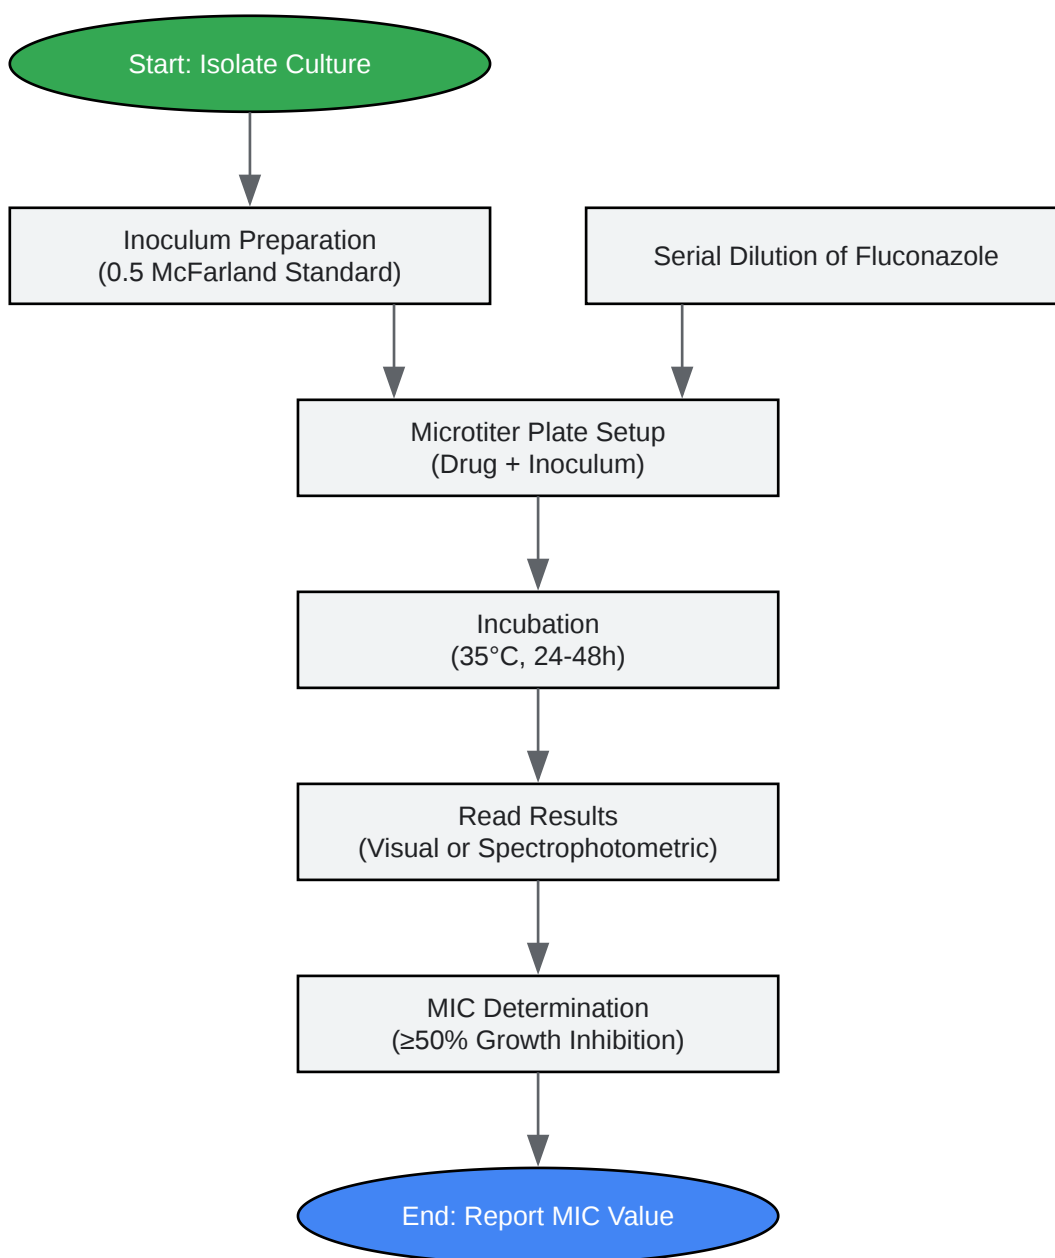 Start: Isolate Culture
Inoculum Preparation
(0.5 McFarland Standard)
Serial Dilution of Fluconazole
Microtiter Plate Setup
(Drug + Inoculum)
Incubation
(35°C, 24-48h)
Read Results
(Visual or Spectrophotometric)
MIC Determination
(≥50% Growth Inhibition)
End: Report MIC Value